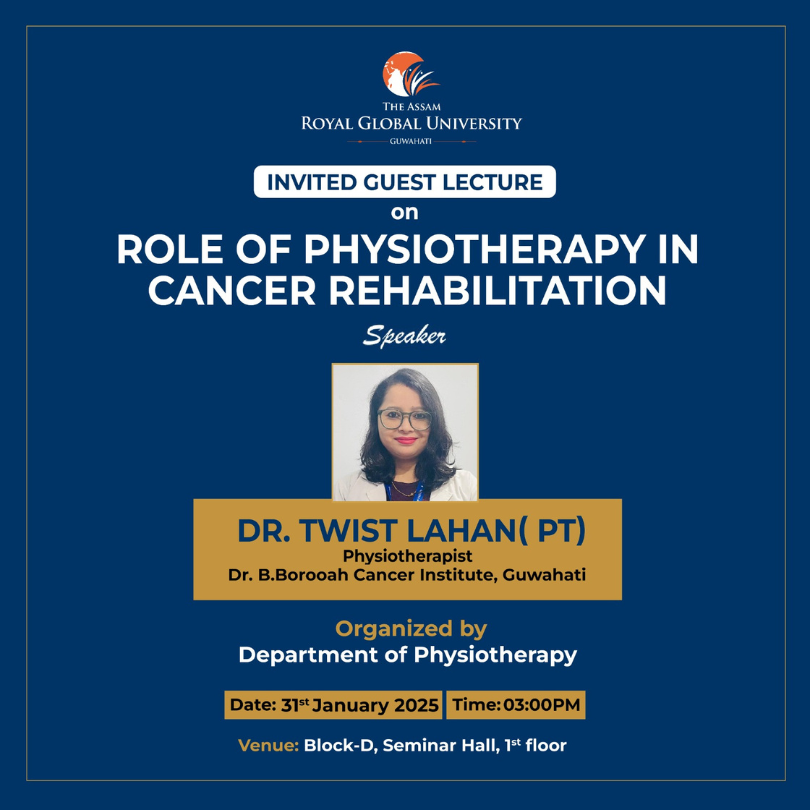 THE ASSAM
ROYAL GLOBAL UNIVERSITY
GUWAHATI
INVITED GUEST LECTURE
on
ROLE OF PHYSIOTHERAPY IN
CANCER REHABILITATION
Speaker
DR. TWIST LAHAN( PT)
Physiotherapist
Dr. B.Borooah Cancer Institute, Guwahati
Organized by
Department of Physiotherapy
Date: 31st January 2025 Time: 03:00PM
Venue: Block-D, Seminar Hall, 1st floor